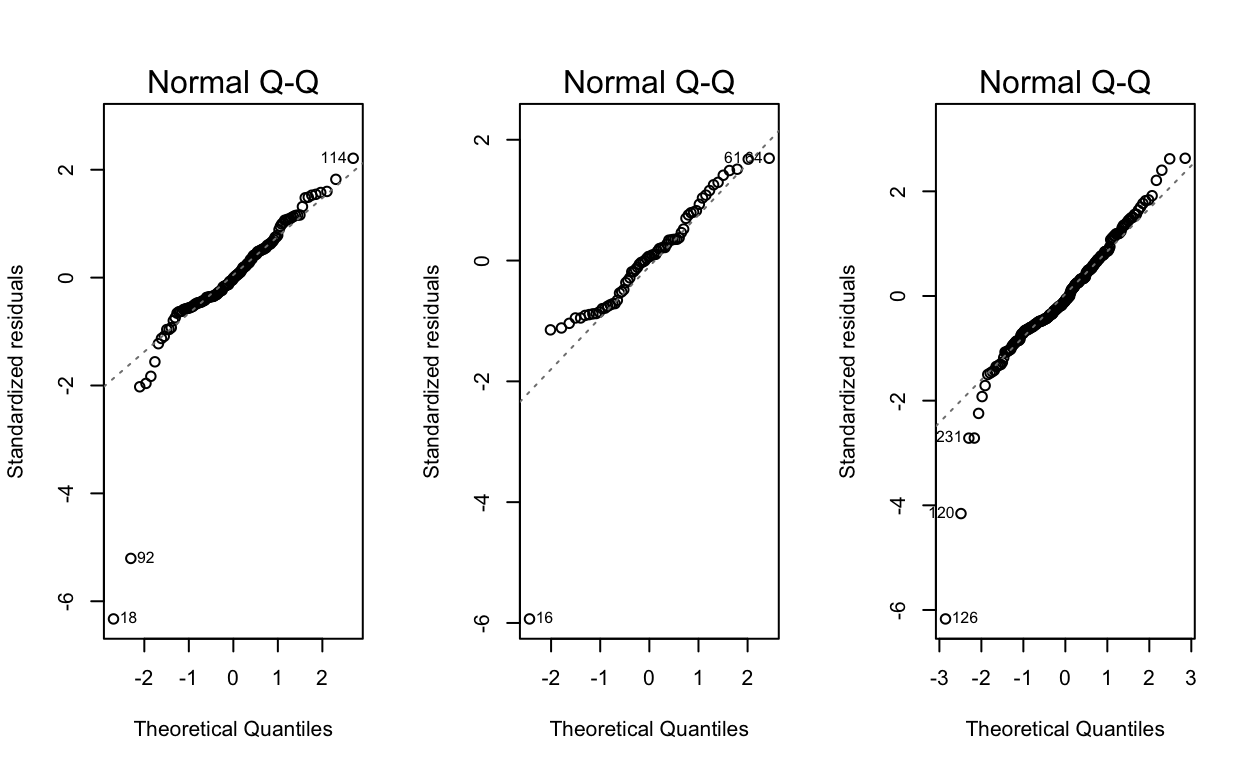 Normal Q-Q
Standardized residuals
2
0
-2
-4
-6
114
92
18
-2 -1 0 1 2
Theoretical Quantiles
Normal Q-Q
Standardized residuals
2
0
-2
-4
-6
61 64
16
-2 -1 0 1 2
Theoretical Quantiles
Normal Q-Q
Standardized residuals
2
0
-2
-4
-6
231
120
126
-3 -2 -1 0 1 2 3
Theoretical Quantiles